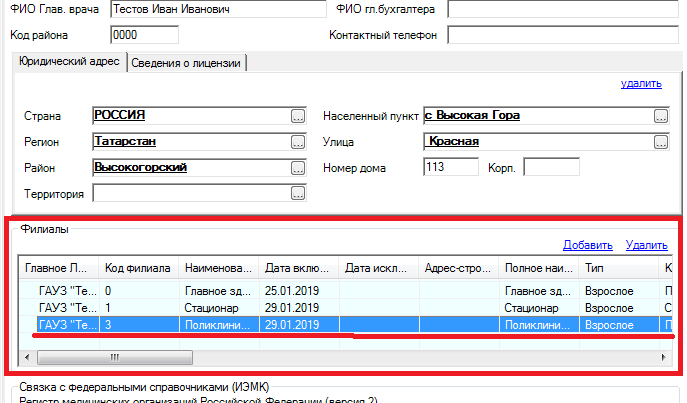 ФИО Глав. врача Тестов Иван Иванович ФИО гл.бухгалтера
Код района 0000 Контактный телефон
Юридический адрес Сведения о лицензии
удалить
Страна РОССИЯ ... Населенный пункт с Высокая Гора ...
Регион Татарстан ... Улица Красная ...
Район Высокогорский ... Номер дома 113 Корп.
Территория ...
Филиалы
Добавить Удалить
Главное Л... Код филиала Наименова... Дата вклю... Дата искл... Адрес-стро... Полное наи... Тип К
ГАУЗ "Те... 0 Главное зд... 25.01.2019 Главное зд... Взрослое П
ГАУЗ "Те... 1 Стационар 29.01.2019 Стационар Взрослое С
ГАУЗ "Те... 3 Поликлини... 29.01.2019 Поликлини... Взрослое П
Связка с Федеральными справочниками (ИЭМК)
Регистр медицинских организаций Российской Федерации (версия 2)